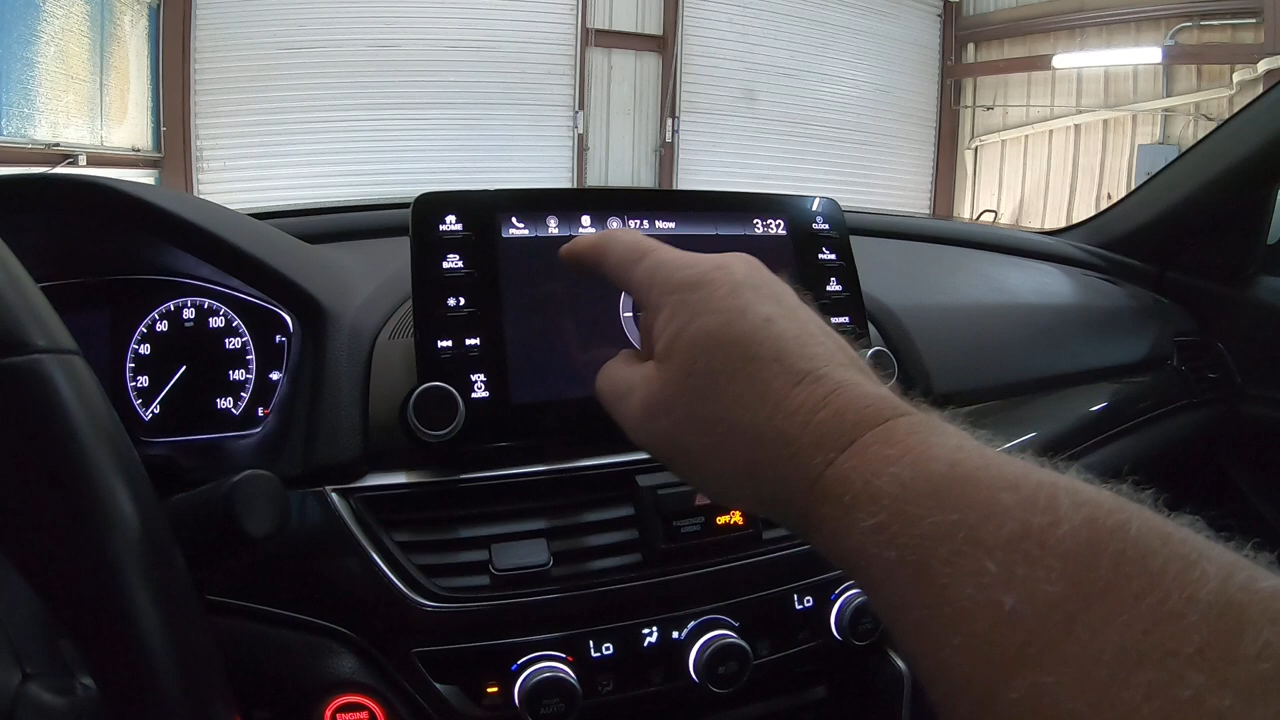 HOME
BACK
VOL
AUDIO
Phone
FM
Audio
97.5 Now
3:32
CLOCK
PHONE
AUDIO
SOURCE
0
20
40
60
80
100
120
140
160
F
E
PASSENGER
AIRBAG
OFF
Lo
Lo
AUTO
ENGINE